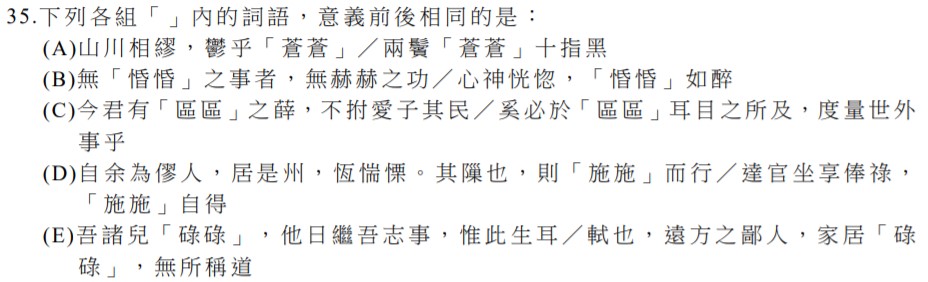 35.下列各組「 」內的詞語，意義前後相同的是：
(A)山川相繆，鬱乎「蒼蒼」／兩鬢「蒼蒼」十指黑
(B)無「惛惛」之事者，無赫赫之功／心神恍惚，「惛惛」如醉
(C)今君有「區區」之薛，不拊愛子其民／奚必於「區區」耳目之所及，度量世外
事乎
(D)自余為僇人，居是州，恆惴慄。其隟也，則「施施」而行／達官坐享俸祿，
「施施」自得
(E)吾諸兒「碌碌」，他日繼吾志事，惟此生耳／軾也，遠方之鄙人，家居「碌
碌」，無所稱道